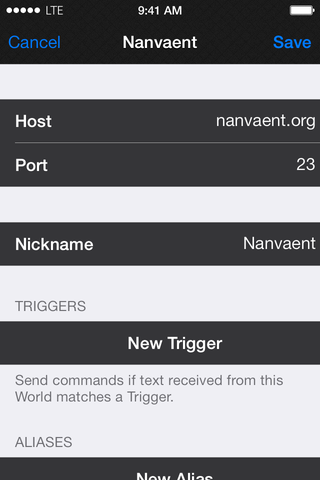 LTE 9:41 AM
Cancel Nanvaent Save
Host nanvaent.org
Port 23
Nickname Nanvaent
TRIGGERS
New Trigger
Send commands if text received from this
World matches a Trigger.
ALIASES
New Alias